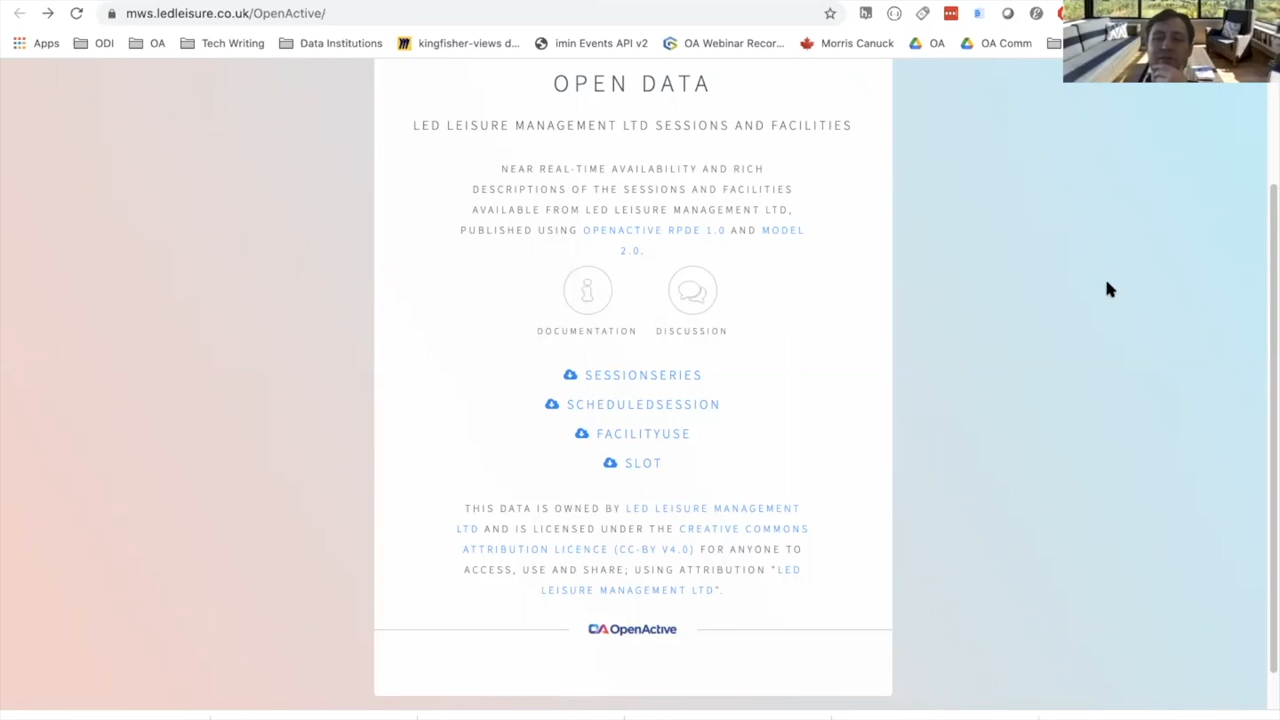 mws.ledleisure.co.uk/OpenActive/
Apps ODI OA Tech Writing Data Institutions kingfisher-views d... imin Events API v2 OA Webinar Recor... Morris Canuck OA OA Comm
OPEN DATA
LED LEISURE MANAGEMENT LTD SESSIONS AND FACILITIES
NEAR REAL-TIME AVAILABILITY AND RICH
DESCRIPTIONS OF THE SESSIONS AND FACILITIES
AVAILABLE FROM LED LEISURE MANAGEMENT LTD,
PUBLISHED USING OPENACTIVE RPDE 1.0 AND MODEL
2.0.
DOCUMENTATION DISCUSSION
SESSIONSERIES
SCHEDULEDSESSION
FACILITYUSE
SLOT
THIS DATA IS OWNED BY LED LEISURE MANAGEMENT
LTD AND IS LICENSED UNDER THE CREATIVE COMMONS
ATTRIBUTION LICENCE (CC-BY V4.0) FOR ANYONE TO
ACCESS, USE AND SHARE; USING ATTRIBUTION "LED
LEISURE MANAGEMENT LTD".
OA OpenActive